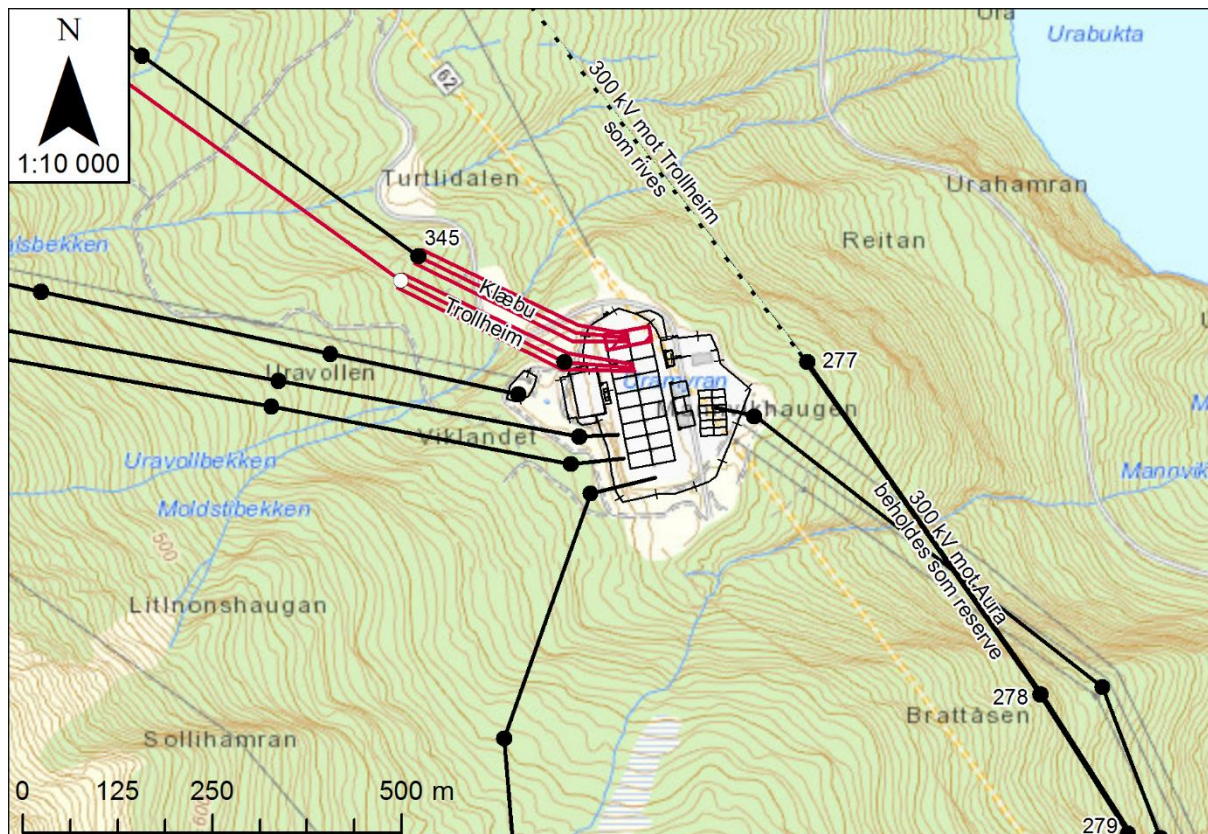 N
1:10 000
Urabukta
62
300 kV mot Trollheim
som rives
Turtlidalen
Urahamran
345
Reitan
Klæbu
Trollheim
277
Uravollen
Viklandet
Uravollbekken
Moldstibekken
500
300 kV mot Aura
beholdes som reserve
Litlnonshaugan
278
Brattåsen
Sollihamran
0 125 250 500 m
600
279